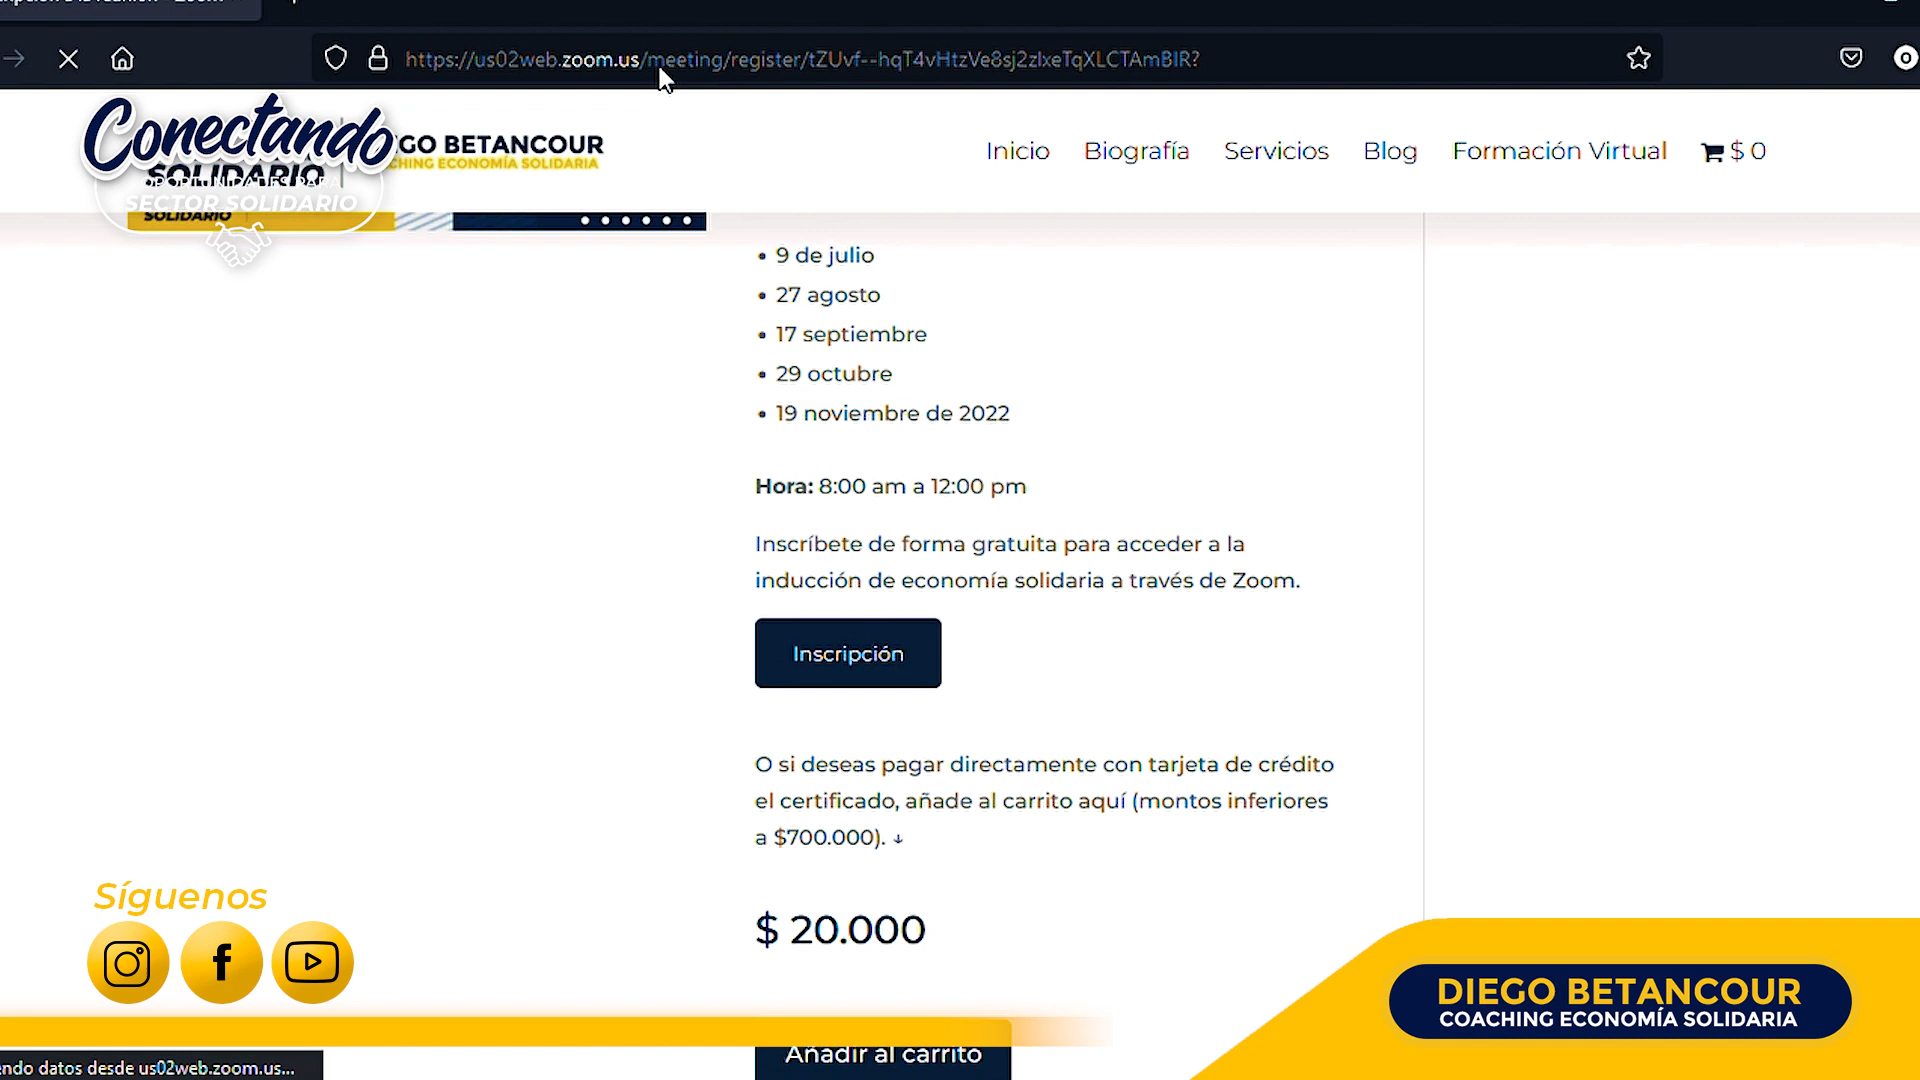 https://us02web.zoom.us/meeting/register/tZUvf--hqT4vHtzVe8sj2zlxeTqXLCTAmBIR?
Conectando
SOLIDARIO
OPORTUNIDADES PARA
SECTOR SOLIDARIO
GO BETANCOUR
CHING ECONOMÍA SOLIDARIA
Inicio Biografía Servicios Blog Formación Virtual $ 0
SOLIDARIO
• 9 de julio
• 27 agosto
• 17 septiembre
• 29 octubre
• 19 noviembre de 2022
Hora: 8:00 am a 12:00 pm
Inscríbete de forma gratuita para acceder a la
inducción de economía solidaria a través de Zoom.
Inscripción
O si deseas pagar directamente con tarjeta de crédito
el certificado, añade al carrito aquí (montos inferiores
a $700.000). ↓
$ 20.000
Añadir al carrito
Síguenos
DIEGO BETANCOUR
COACHING ECONOMÍA SOLIDARIA
endo datos desde us02web.zoom.us...